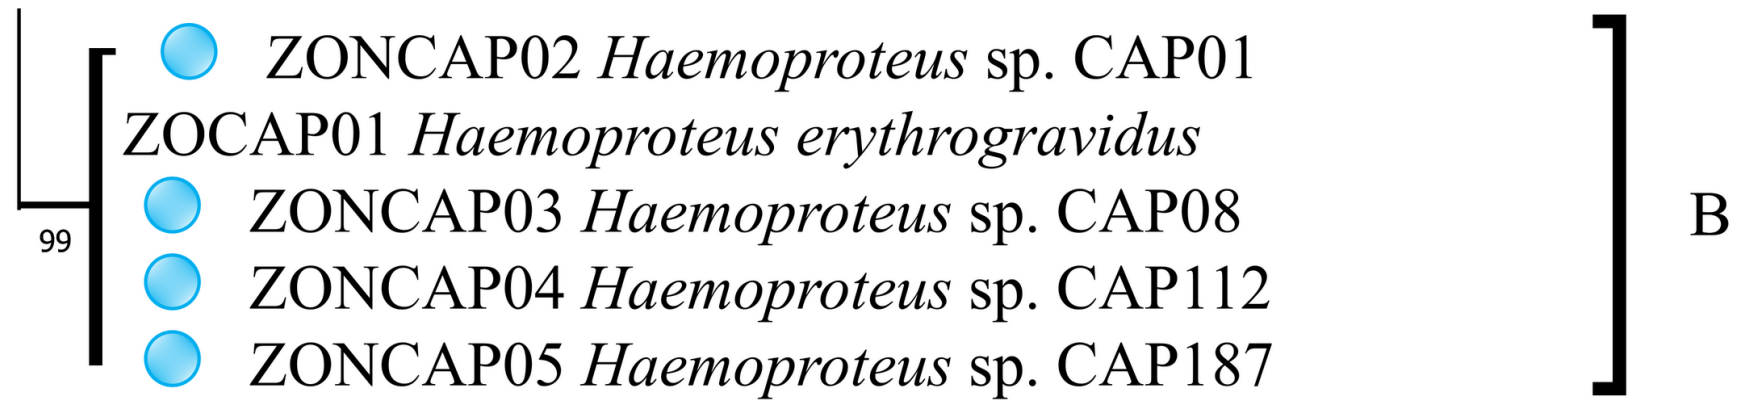 ZONCAP02 Haemoproteus sp. CAP01
ZOCAP01 Haemoproteus erythrogravidus
ZONCAP03 Haemoproteus sp. CAP08
B
99
ZONCAP04 Haemoproteus sp. CAP112
ZONCAP05 Haemoproteus sp. CAP187